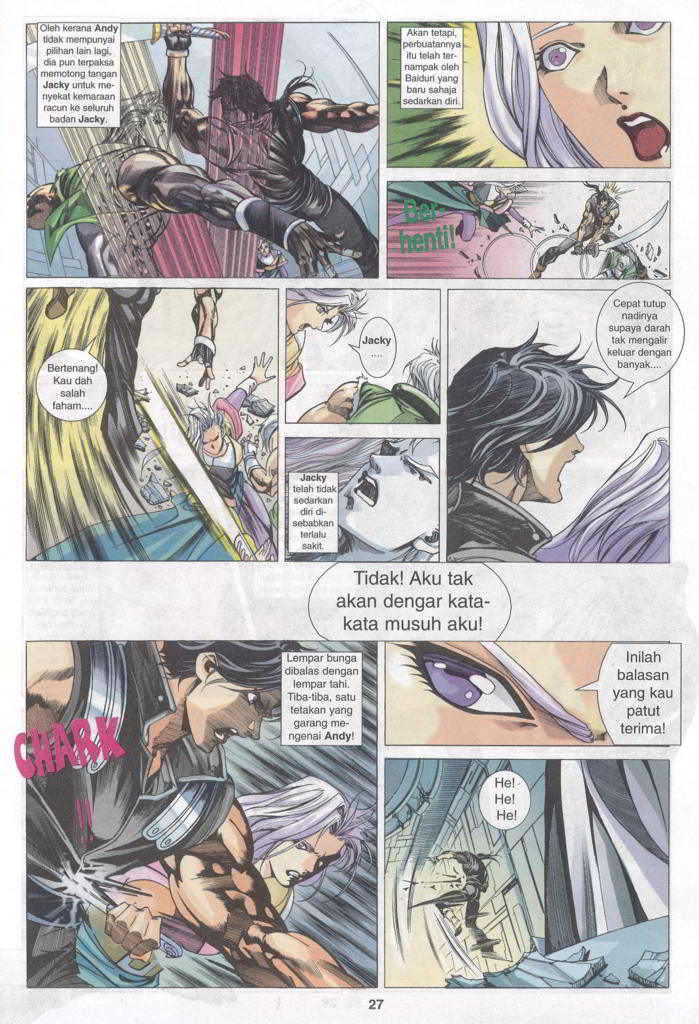 Oleh kerana Andy
tidak mempunyai
pilihan lain lagi,
dia pun terpaksa
memotong tangan
Jacky untuk me-
nyekat kemaraan
racun ke seluruh
badan Jacky.
Akan tetapi,
perbuatannya
itu telah ter-
nampak oleh
Baiduri yang
baru sahaja
sedarkan diri.
Ber-
henti!
Bertenang!
Kau dah
salah
faham....
Jacky
....
Jacky
telah tidak
sedarkan
diri di-
sebabkan
terlalu
sakit.
Cepat tutup
nadinya
supaya darah
tak mengalir
keluar dengan
banyak....
Tidak! Aku tak
akan dengar kata-
kata musuh aku!
Lempar bunga
dibalas dengan
lempar tahi.
Tiba-tiba, satu
tetakan yang
garang me-
ngenai Andy!
CHARK
!!
Inilah
balasan
yang kau
patut
terima!
He!
He!
He!
27